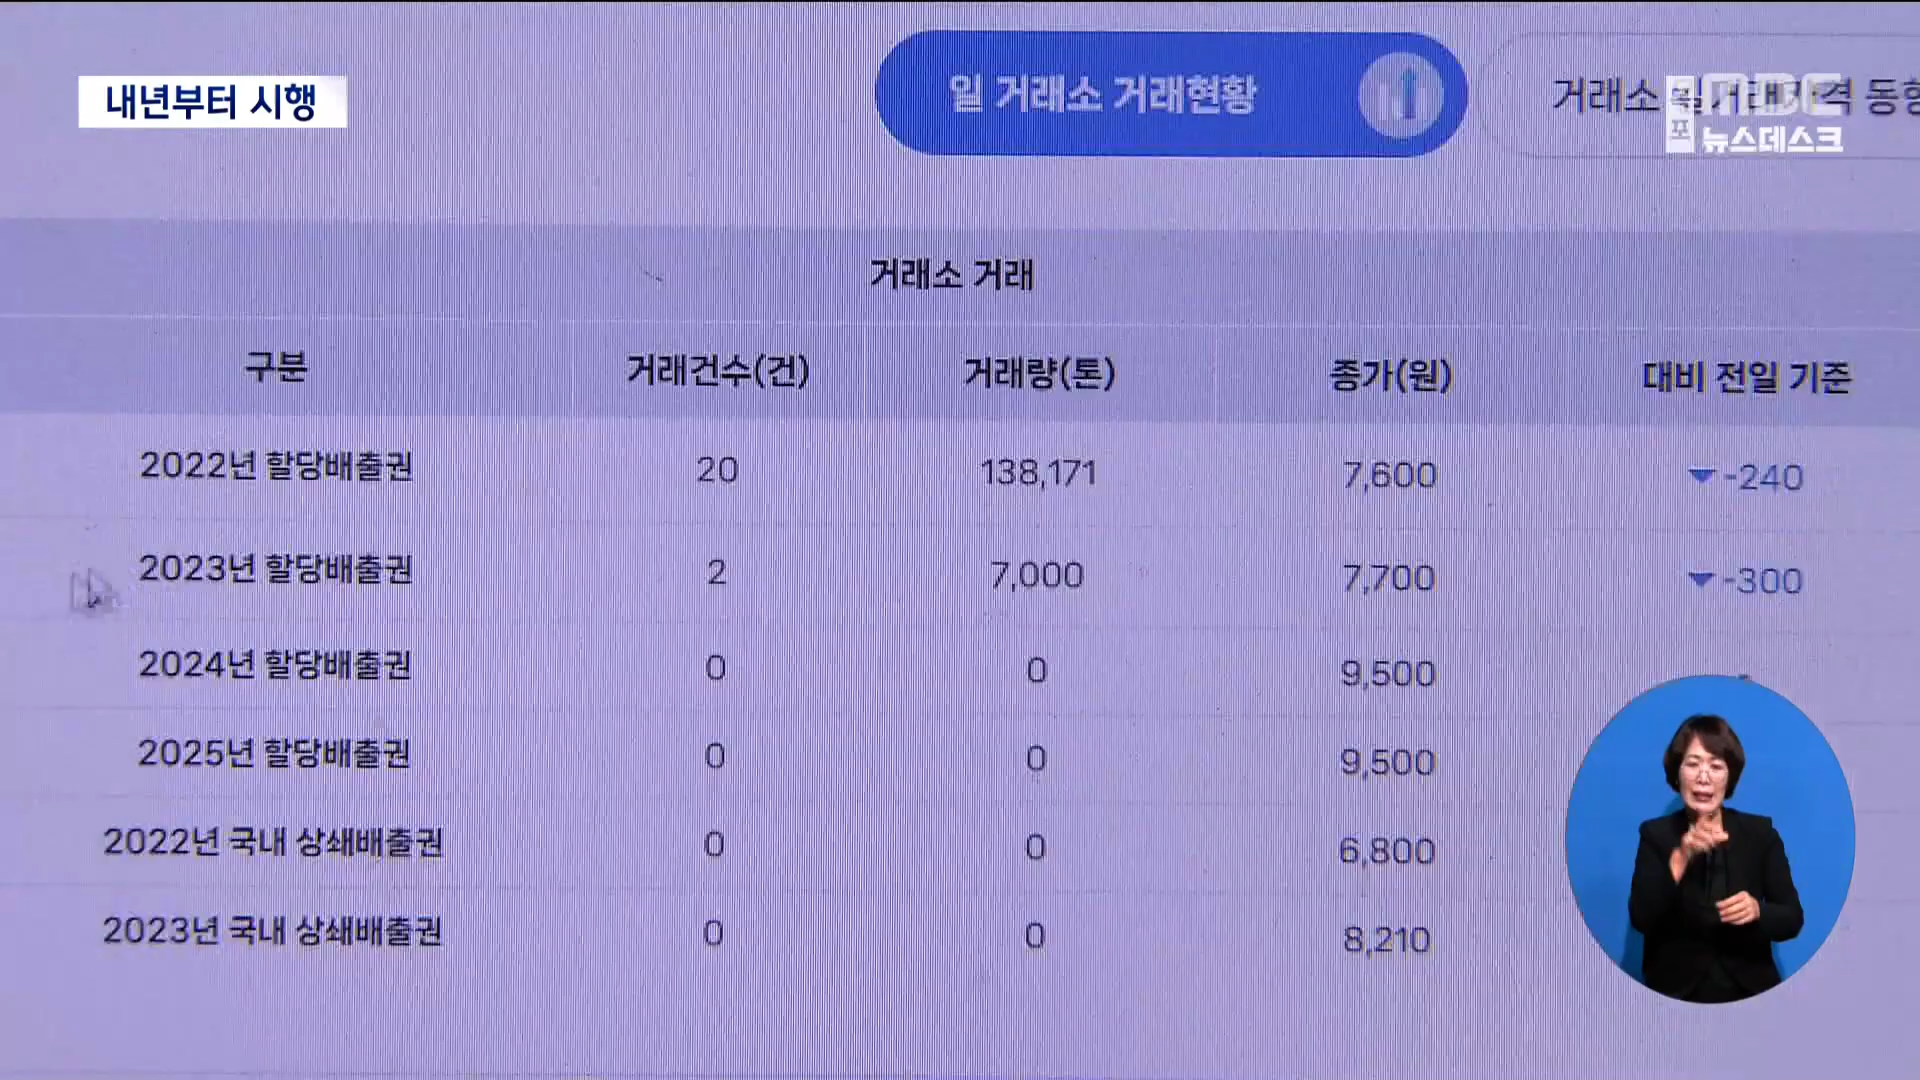 내년부터 시행
일 거래소 거래현황
거래소 동향
MBC
포
뉴스데스크
거래소 거래
구분 거래건수(건) 거래량(톤) 종가(원) 대비 전일 기준
2022년 할당배출권 20 138,171 7,600 ▼ -240
2023년 할당배출권 2 7,000 7,700 ▼ -300
2024년 할당배출권 0 0 9,500
2025년 할당배출권 0 0 9,500
2022년 국내 상쇄배출권 0 0 6,800
2023년 국내 상쇄배출권 0 0 8,210